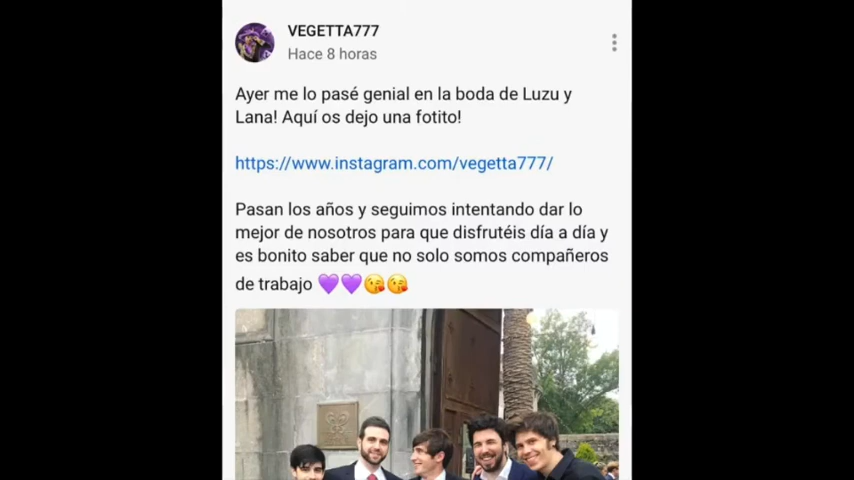 VEGETTA777
Hace 8 horas
Ayer me lo pasé genial en la boda de Luzu y
Lana! Aquí os dejo una fotito!
https://www.instagram.com/vegetta777/
Pasan los años y seguimos intentando dar lo
mejor de nosotros para que disfrutéis día a día y
es bonito saber que no solo somos compañeros
de trabajo 💜💜😘😘